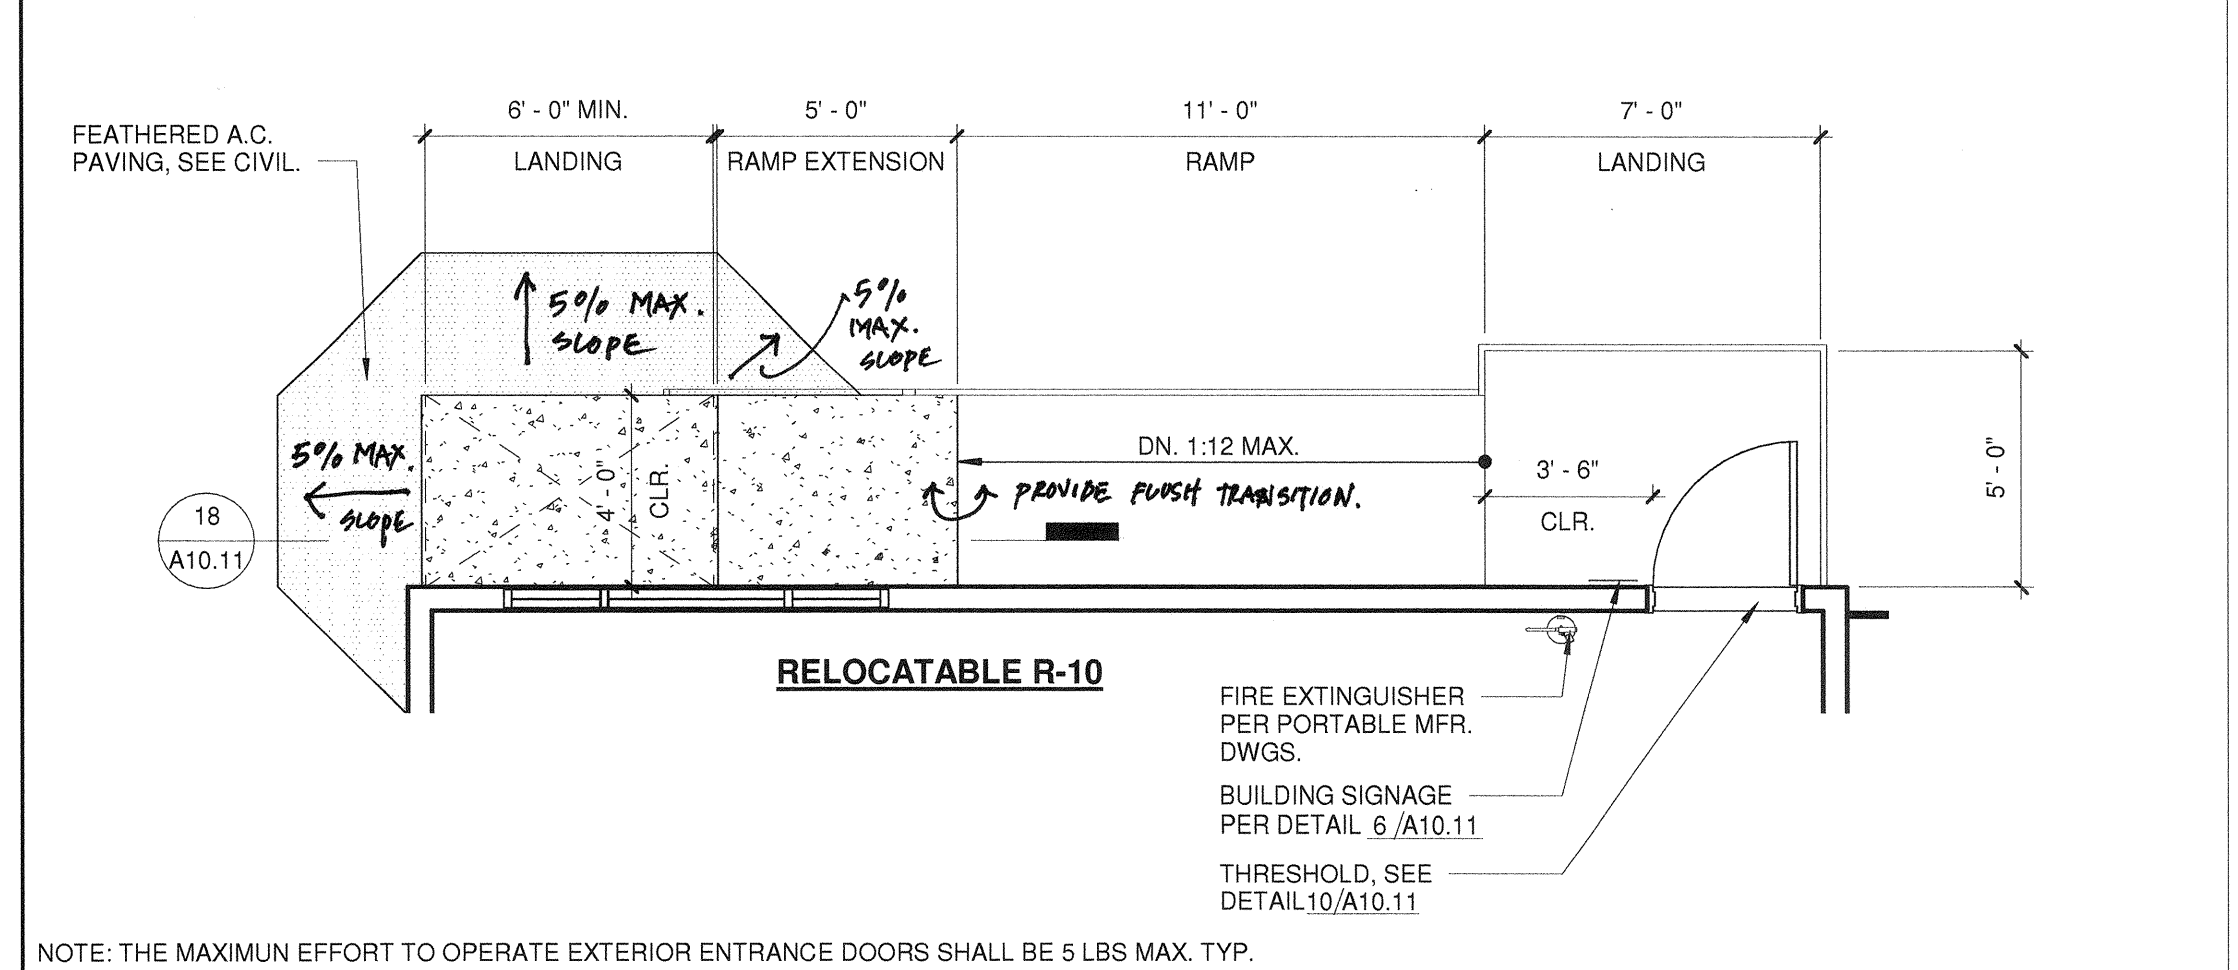 6' - 0" MIN.
5' - 0"
11' - 0"
7' - 0"
FEATHERED A.C.
PAVING, SEE CIVIL.
LANDING
RAMP EXTENSION
RAMP
LANDING
5% MAX.
SLOPE
5%
MAX.
SLOPE
5% MAX.
SLOPE
4' - 0"
CLR.
DN. 1:12 MAX.
PROVIDE FLUSH TRANSITION.
3' - 6"
CLR.
5' - 0"
18
A10.11
RELOCATABLE R-10
FIRE EXTINGUISHER
PER PORTABLE MFR.
DWGS.
BUILDING SIGNAGE
PER DETAIL 6 /A10.11
THRESHOLD, SEE
DETAIL10/A10.11
NOTE: THE MAXIMUN EFFORT TO OPERATE EXTERIOR ENTRANCE DOORS SHALL BE 5 LBS MAX. TYP.